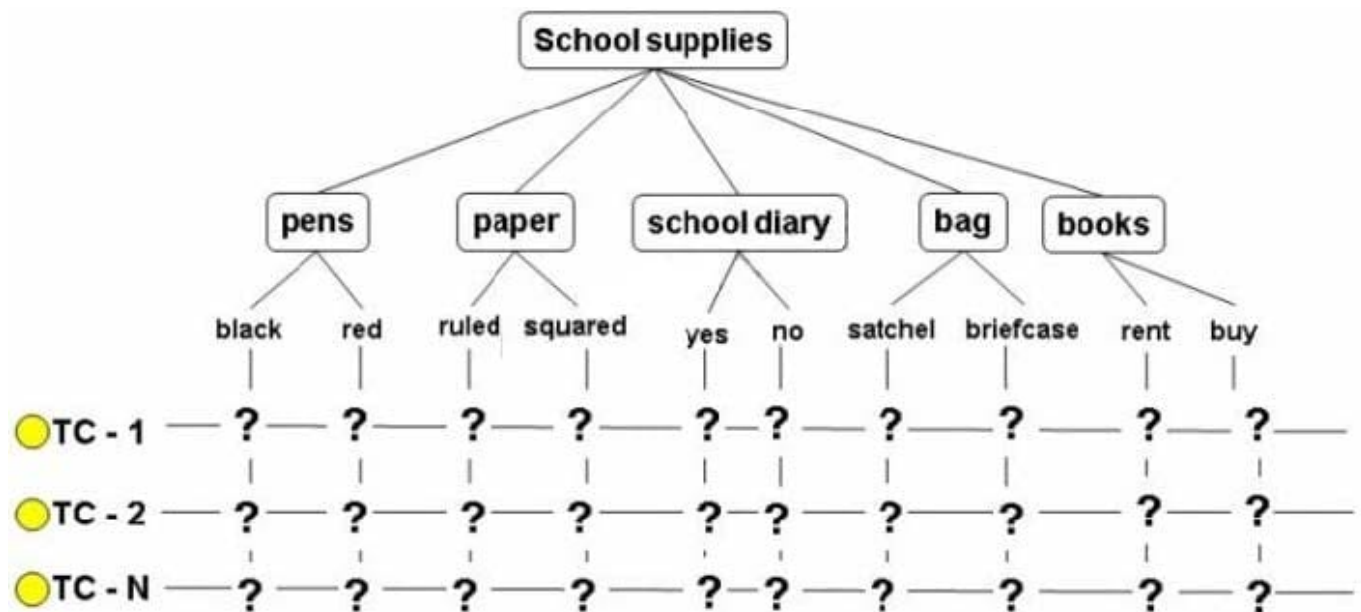 School supplies
pens paper school diary bag books
black red ruled squared yes no satchel briefcase rent buy
TC - 1 ? ? ? ? ? ? ? ? ? ?
TC - 2 ? ? ? ? ? ? ? ? ? ?
TC - N ? ? ? ? ? ? ? ? ? ?